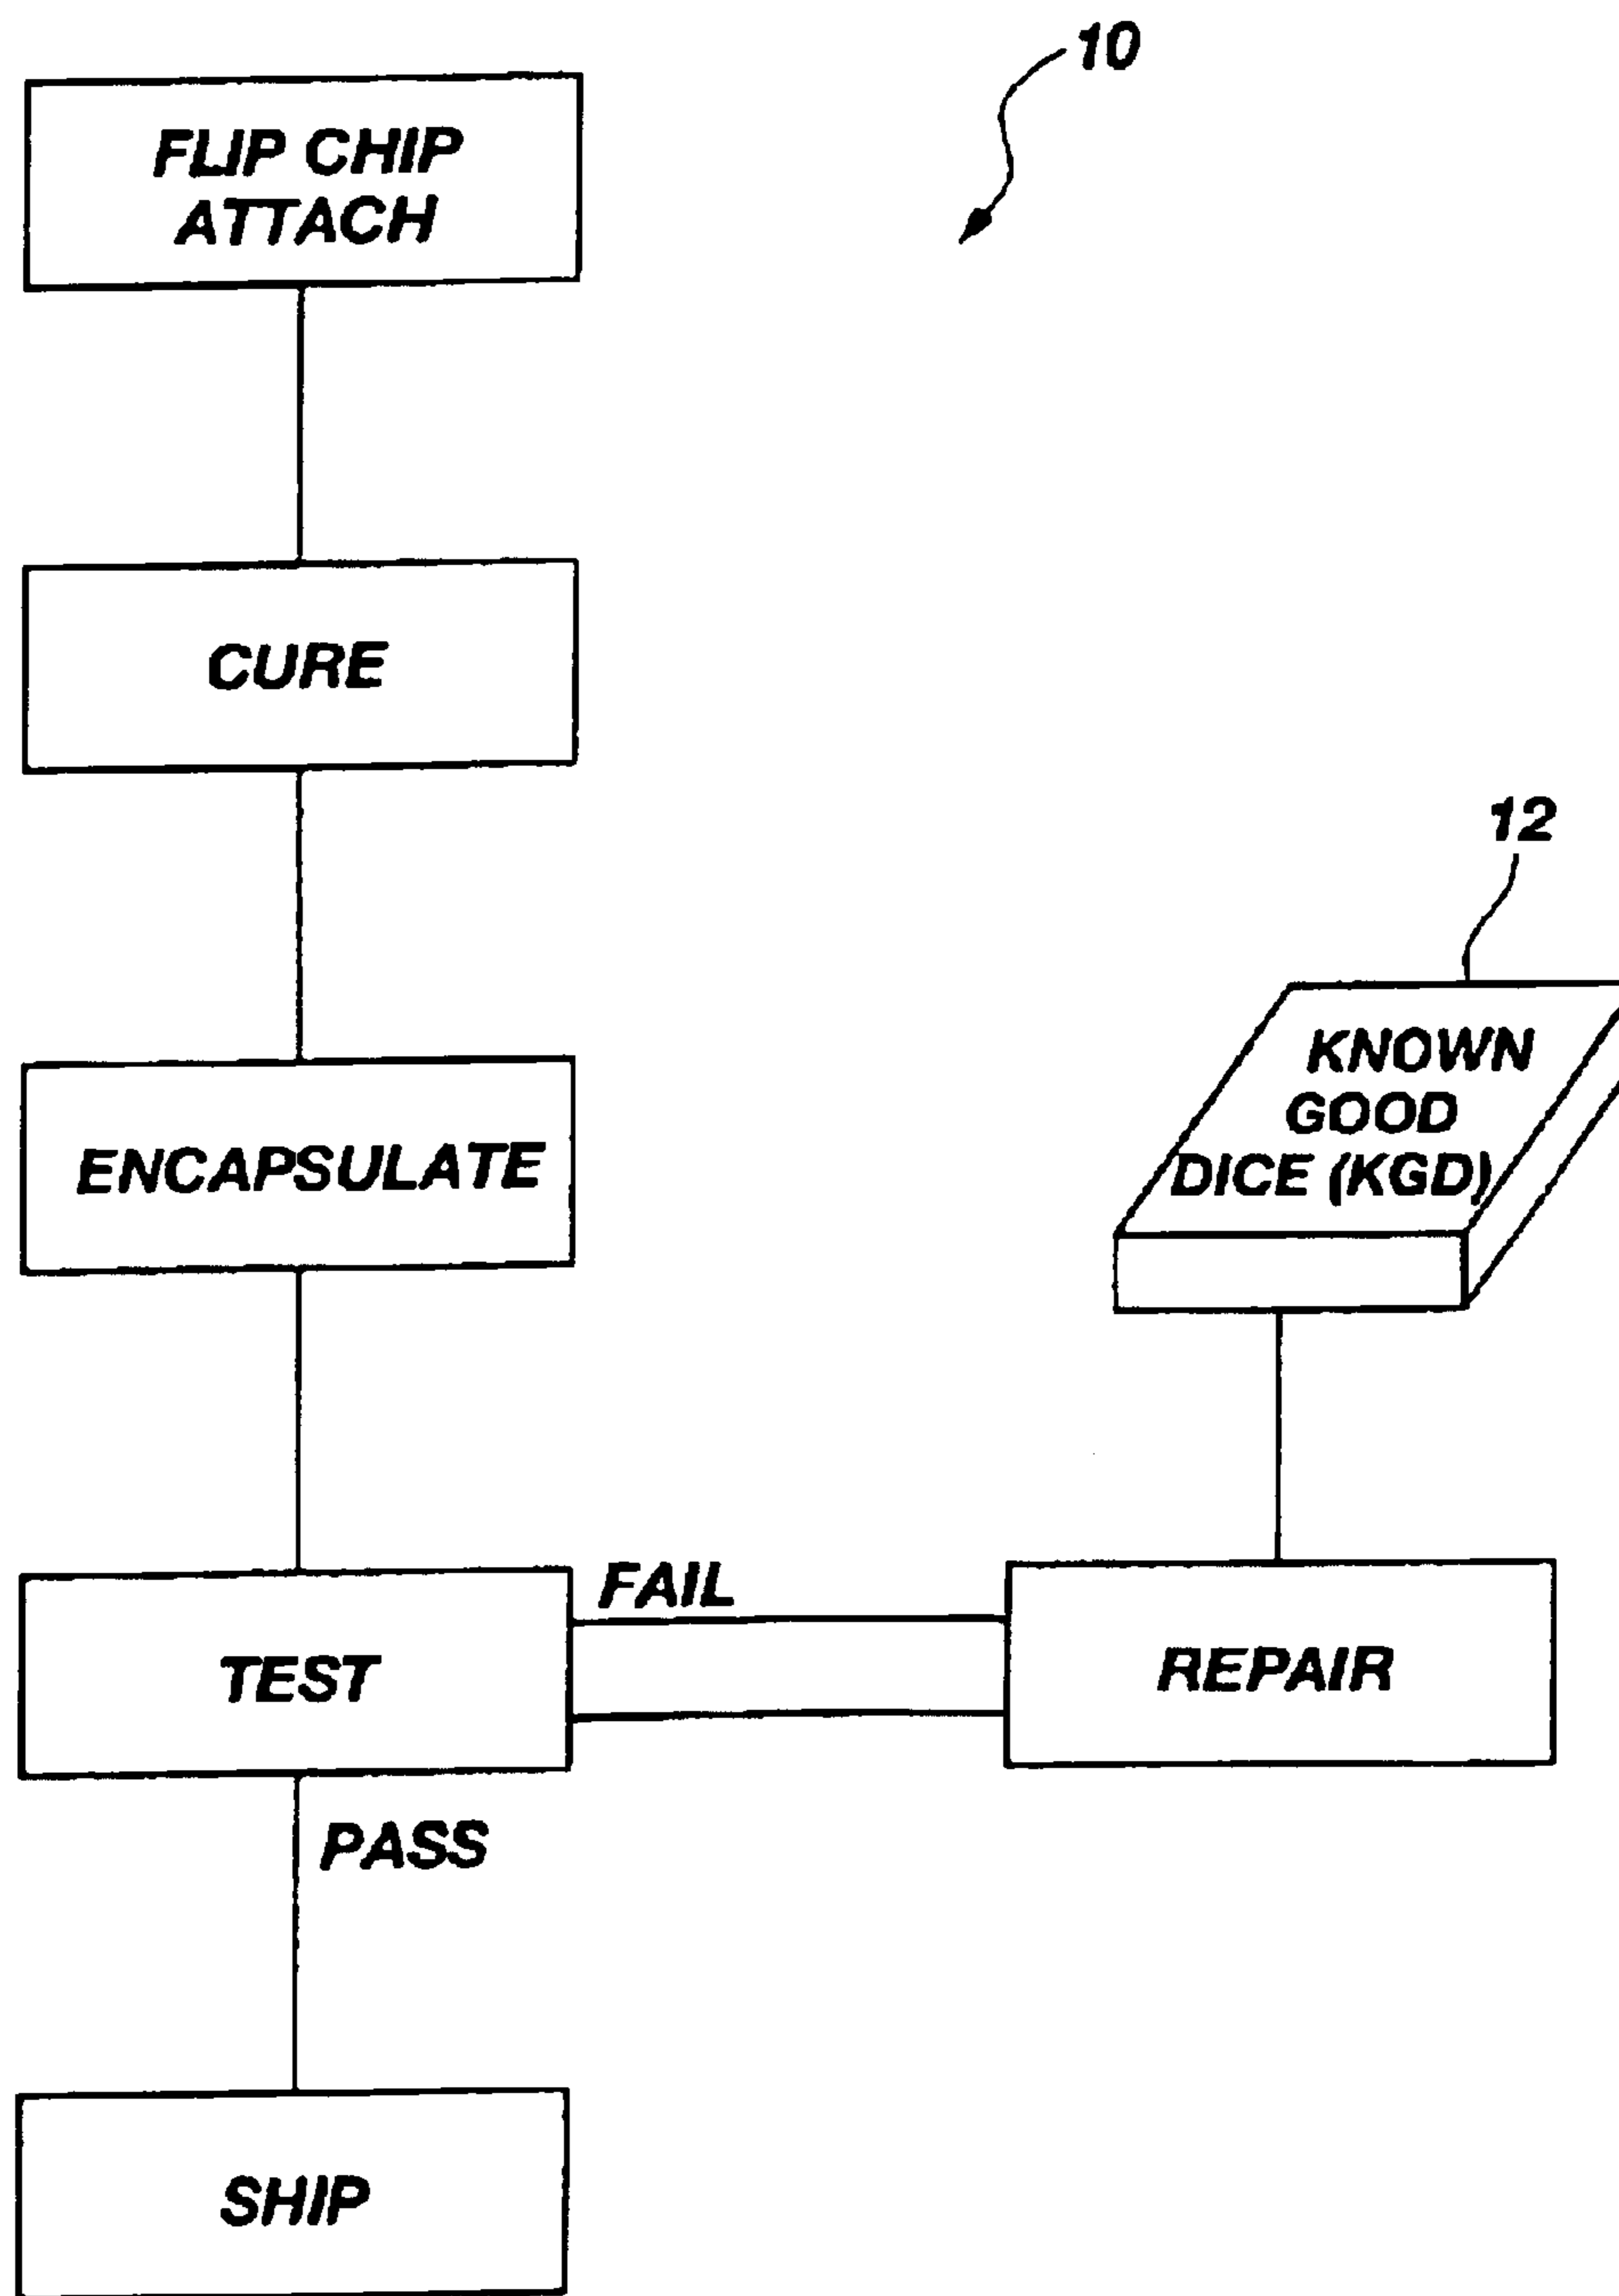 10
FLIP CHIP
ATTACH
CURE
12
KNOWN
GOOD
DICE (KGD)
ENCAPSULATE
FAIL
TEST
REPAIR
PASS
SHIP